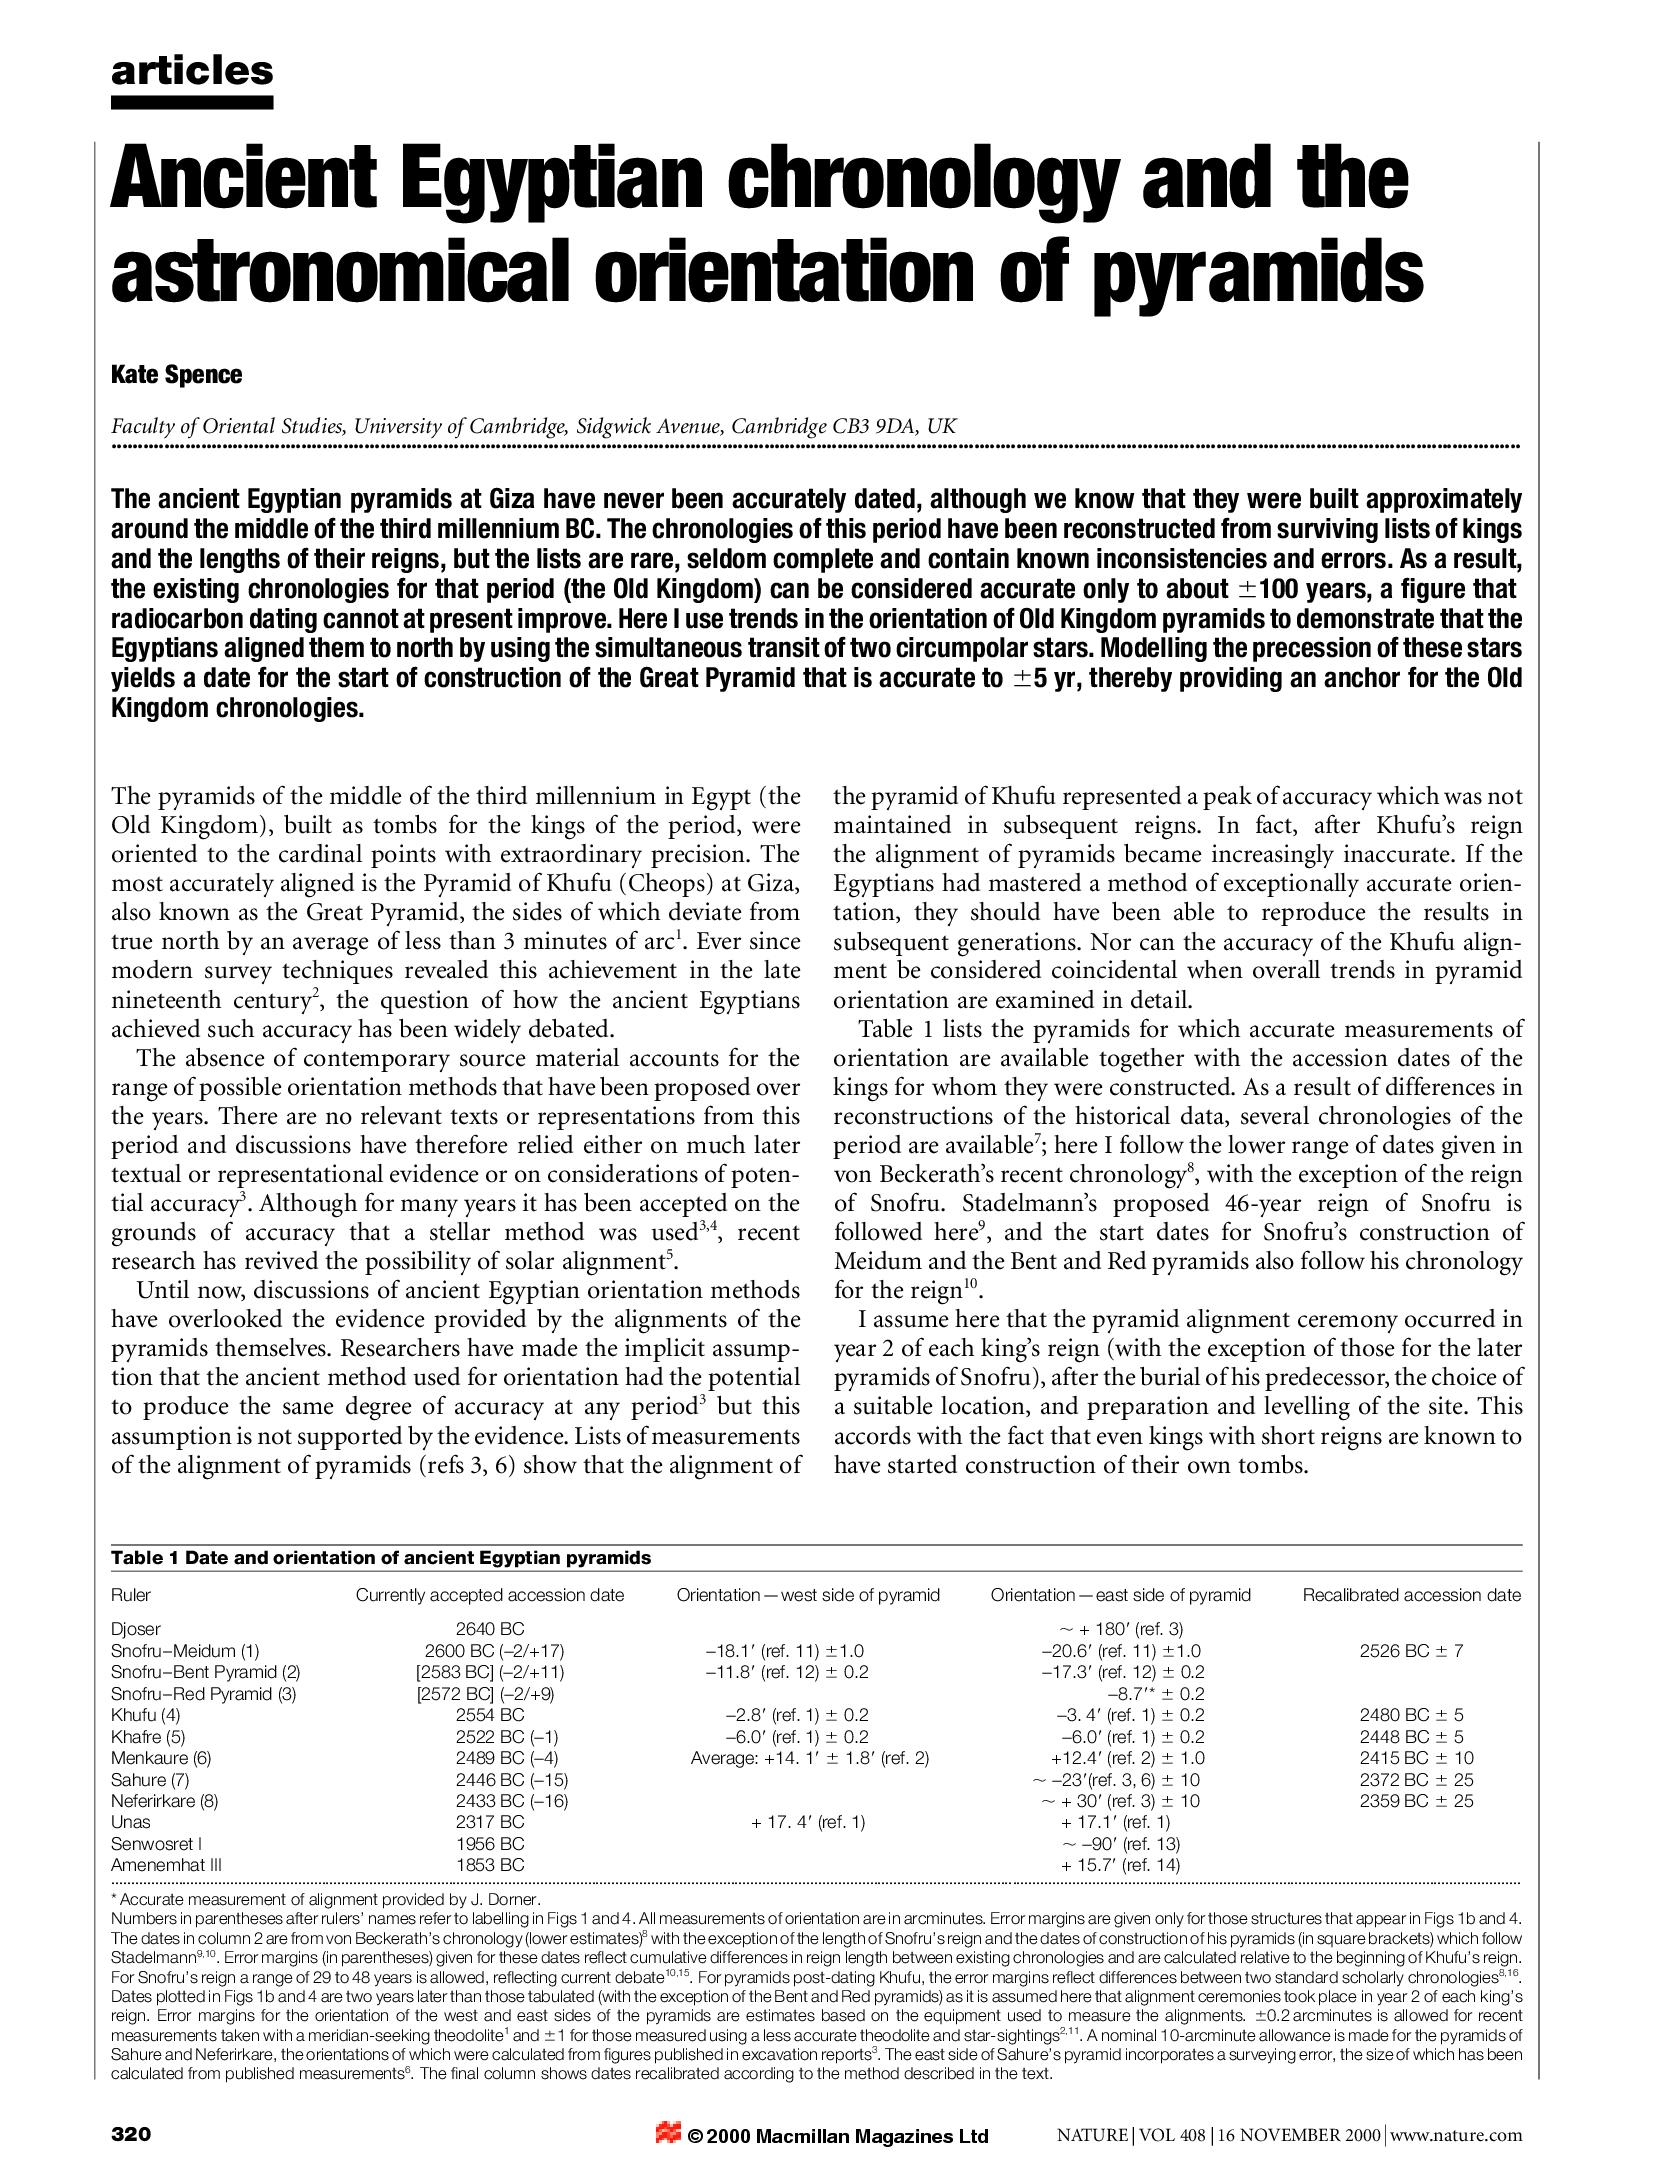 articles
Ancient Egyptian chronology and the
astronomical orientation of pyramids
Kate Spence
Faculty of Oriental Studies, University of Cambridge, Sidgwick Avenue, Cambridge CB3 9DA, UK
The ancient Egyptian pyramids at Giza have never been accurately dated, although we know that they were built approximately
around the middle of the third millennium BC. The chronologies of this period have been reconstructed from surviving lists of kings
and the lengths of their reigns, but the lists are rare, seldom complete and contain known inconsistencies and errors. As a result,
the existing chronologies for that period (the Old Kingdom) can be considered accurate only to about ±100 years, a figure that
radiocarbon dating cannot at present improve. Here I use trends in the orientation of Old Kingdom pyramids to demonstrate that the
Egyptians aligned them to north by using the simultaneous transit of two circumpolar stars. Modelling the precession of these stars
yields a date for the start of construction of the Great Pyramid that is accurate to ±5 yr, thereby providing an anchor for the Old
Kingdom chronologies.
The pyramids of the middle of the third millennium in Egypt (the
Old Kingdom), built as tombs for the kings of the period, were
oriented to the cardinal points with extraordinary precision. The
most accurately aligned is the Pyramid of Khufu (Cheops) at Giza,
also known as the Great Pyramid, the sides of which deviate from
true north by an average of less than 3 minutes of arc1. Ever since
modern survey techniques revealed this achievement in the late
nineteenth century2, the question of how the ancient Egyptians
achieved such accuracy has been widely debated.
The absence of contemporary source material accounts for the
range of possible orientation methods that have been proposed over
the years. There are no relevant texts or representations from this
period and discussions have therefore relied either on much later
textual or representational evidence or on considerations of poten-
tial accuracy3. Although for many years it has been accepted on the
grounds of accuracy that a stellar method was used3,4, recent
research has revived the possibility of solar alignment5.
Until now, discussions of ancient Egyptian orientation methods
have overlooked the evidence provided by the alignments of the
pyramids themselves. Researchers have made the implicit assump-
tion that the ancient method used for orientation had the potential
to produce the same degree of accuracy at any period3 but this
assumption is not supported by the evidence. Lists of measurements
of the alignment of pyramids (refs 3, 6) show that the alignment of
the pyramid of Khufu represented a peak of accuracy which was not
maintained in subsequent reigns. In fact, after Khufu's reign
the alignment of pyramids became increasingly inaccurate. If the
Egyptians had mastered a method of exceptionally accurate orien-
tation, they should have been able to reproduce the results in
subsequent generations. Nor can the accuracy of the Khufu align-
ment be considered coincidental when overall trends in pyramid
orientation are examined in detail.
Table 1 lists the pyramids for which accurate measurements of
orientation are available together with the accession dates of the
kings for whom they were constructed. As a result of differences in
reconstructions of the historical data, several chronologies of the
period are available7; here I follow the lower range of dates given in
von Beckerath's recent chronology8, with the exception of the reign
of Snofru. Stadelmann's proposed 46-year reign of Snofru is
followed here9, and the start dates for Snofru's construction of
Meidum and the Bent and Red pyramids also follow his chronology
for the reign10.
I assume here that the pyramid alignment ceremony occurred in
year 2 of each king's reign (with the exception of those for the later
pyramids of Snofru), after the burial of his predecessor, the choice of
a suitable location, and preparation and levelling of the site. This
accords with the fact that even kings with short reigns are known to
have started construction of their own tombs.
Table 1 Date and orientation of ancient Egyptian pyramids
Ruler Currently accepted accession date Orientation — west side of pyramid Orientation — east side of pyramid Recalibrated accession date
Djoser 2640 BC ~ + 180′ (ref. 3)
Snofru–Meidum (1) 2600 BC (–2/+17) –18.1′ (ref. 11) ±1.0 –20.6′ (ref. 11) ±1.0 2526 BC ± 7
Snofru–Bent Pyramid (2) [2583 BC] (–2/+11) –11.8′ (ref. 12) ± 0.2 –17.3′ (ref. 12) ± 0.2
Snofru–Red Pyramid (3) [2572 BC] (–2/+9) –8.7′* ± 0.2
Khufu (4) 2554 BC –2.8′ (ref. 1) ± 0.2 –3. 4′ (ref. 1) ± 0.2 2480 BC ± 5
Khafre (5) 2522 BC (–1) –6.0′ (ref. 1) ± 0.2 –6.0′ (ref. 1) ± 0.2 2448 BC ± 5
Menkaure (6) 2489 BC (–4) Average: +14. 1′ ± 1.8′ (ref. 2) +12.4′ (ref. 2) ± 1.0 2415 BC ± 10
Sahure (7) 2446 BC (–15) ~ –23′(ref. 3, 6) ± 10 2372 BC ± 25
Neferirkare (8) 2433 BC (–16) ~ + 30′ (ref. 3) ± 10 2359 BC ± 25
Unas 2317 BC + 17. 4′ (ref. 1) + 17.1′ (ref. 1)
Senwosret I 1956 BC ~ –90′ (ref. 13)
Amenemhat III 1853 BC + 15.7′ (ref. 14)
* Accurate measurement of alignment provided by J. Dorner.
Numbers in parentheses after rulers' names refer to labelling in Figs 1 and 4. All measurements of orientation are in arcminutes. Error margins are given only for those structures that appear in Figs 1b and 4.
The dates in column 2 are from von Beckerath's chronology (lower estimates)8 with the exception of the length of Snofru's reign and the dates of construction of his pyramids (in square brackets) which follow
Stadelmann9,10. Error margins (in parentheses) given for these dates reflect cumulative differences in reign length between existing chronologies and are calculated relative to the beginning of Khufu's reign.
For Snofru's reign a range of 29 to 48 years is allowed, reflecting current debate10,15. For pyramids post-dating Khufu, the error margins reflect differences between two standard scholarly chronologies8,16.
Dates plotted in Figs 1b and 4 are two years later than those tabulated (with the exception of the Bent and Red pyramids) as it is assumed here that alignment ceremonies took place in year 2 of each king's
reign. Error margins for the orientation of the west and east sides of the pyramids are estimates based on the equipment used to measure the alignments. ±0.2 arcminutes is allowed for recent
measurements taken with a meridian-seeking theodolite1 and ±1 for those measured using a less accurate theodolite and star-sightings2,11. A nominal 10-arcminute allowance is made for the pyramids of
Sahure and Neferirkare, the orientations of which were calculated from figures published in excavation reports3. The east side of Sahure's pyramid incorporates a surveying error, the size of which has been
calculated from published measurements6. The final column shows dates recalibrated according to the method described in the text.
320 © 2000 Macmillan Magazines Ltd NATURE | VOL 408 | 16 NOVEMBER 2000 | www.nature.com